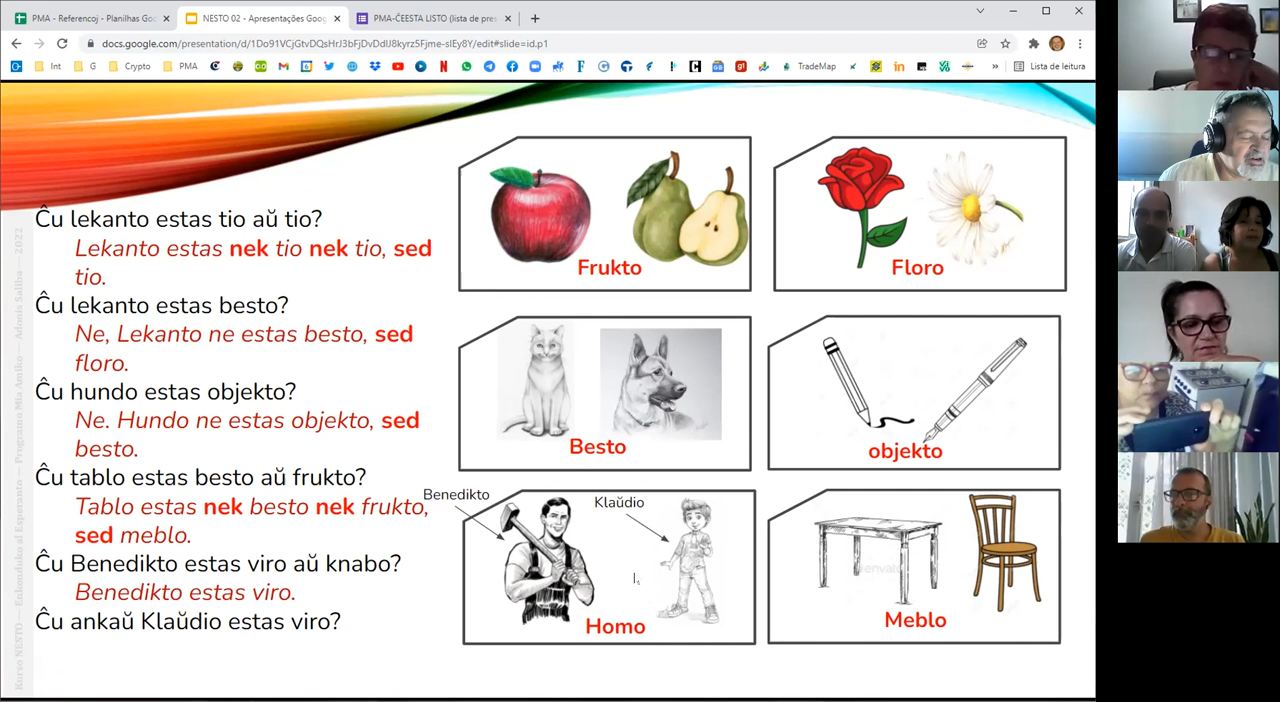 PMA - Referencoj - Planilhas Goo
NESTO 02 - Apresentações Goog
PMA-ĈEESTA LISTO (lista de pres
docs.google.com/presentation/d/1Do91VCjGtvDQsHrJ3bFjDvDdlJ8kyrz5Fjme-slEy8Y/edit#slide=id.p1
Int
G
Crypto
PMA
TradeMap
Lista de leitura
Ĉu lekanto estas tio aŭ tio?
Lekanto estas nek tio nek tio, sed
tio.
Ĉu lekanto estas besto?
Ne, Lekanto ne estas besto, sed
floro.
Ĉu hundo estas objekto?
Ne. Hundo ne estas objekto, sed
besto.
Ĉu tablo estas besto aŭ frukto?
Tablo estas nek besto nek frukto,
sed meblo.
Ĉu Benedikto estas viro aŭ knabo?
Benedikto estas viro.
Ĉu ankaŭ Klaŭdio estas viro?
Frukto
Floro
Besto
objekto
Benedikto
Klaŭdio
Homo
Meblo